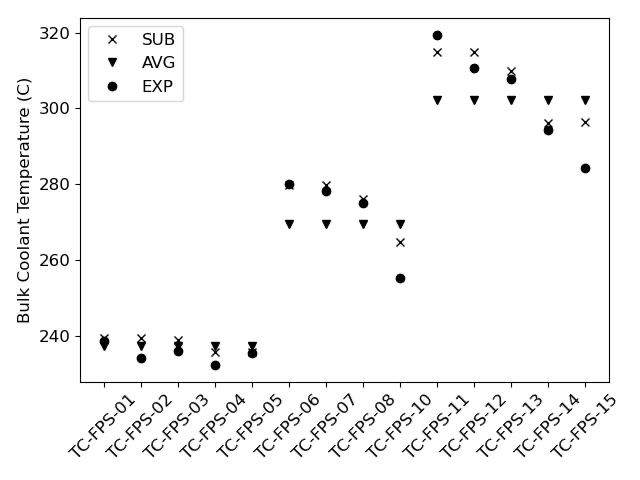 320
300
280
260
240
Bulk Coolant Temperature (C)
SUB
AVG
EXP
TC-FPS-01
TC-FPS-02
TC-FPS-03
TC-FPS-04
TC-FPS-05
TC-FPS-06
TC-FPS-07
TC-FPS-08
TC-FPS-10
TC-FPS-11
TC-FPS-12
TC-FPS-13
TC-FPS-14
TC-FPS-15